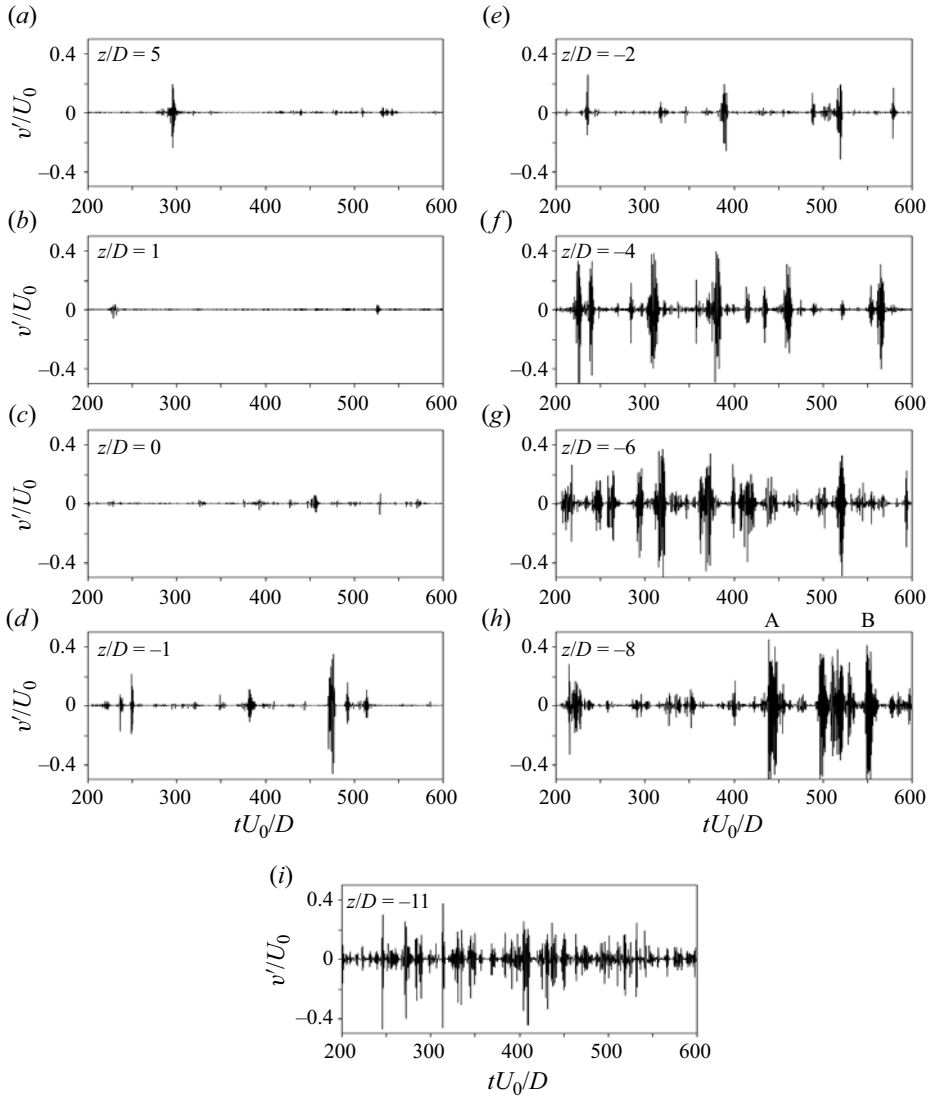 (a)
z/D = 5
0.4
0
–0.4
v′/U0
200 300 400 500 600
(b)
z/D = 1
0.4
0
–0.4
v′/U0
200 300 400 500 600
(c)
z/D = 0
0.4
0
–0.4
v′/U0
200 300 400 500 600
(d)
z/D = –1
0.4
0
–0.4
v′/U0
200 300 400 500 600
tU0/D
(e)
z/D = –2
0.4
0
–0.4
200 300 400 500 600
(f)
z/D = –4
0.4
0
–0.4
200 300 400 500 600
(g)
z/D = –6
0.4
0
–0.4
200 300 400 500 600
A B
(h)
z/D = –8
0.4
0
–0.4
200 300 400 500 600
tU0/D
(i)
z/D = –11
0.4
0
–0.4
v′/U0
200 300 400 500 600
tU0/D